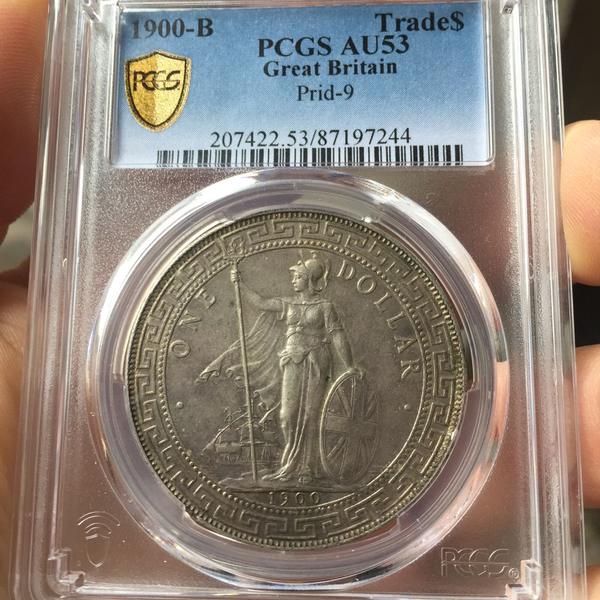 1900-B Trade$
PCGS AU53
Great Britain
Prid-9
PCGS
207422.53/87197244
ONE DOLLAR
1900
PCGS